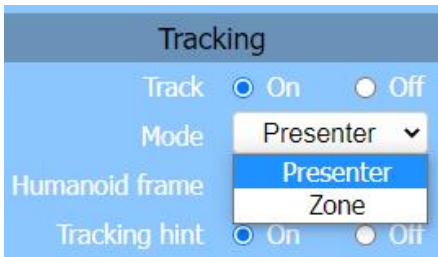 Tracking
Track On Off
Mode Presenter
Presenter
Humanoid frame
Zone
Tracking hint On Off